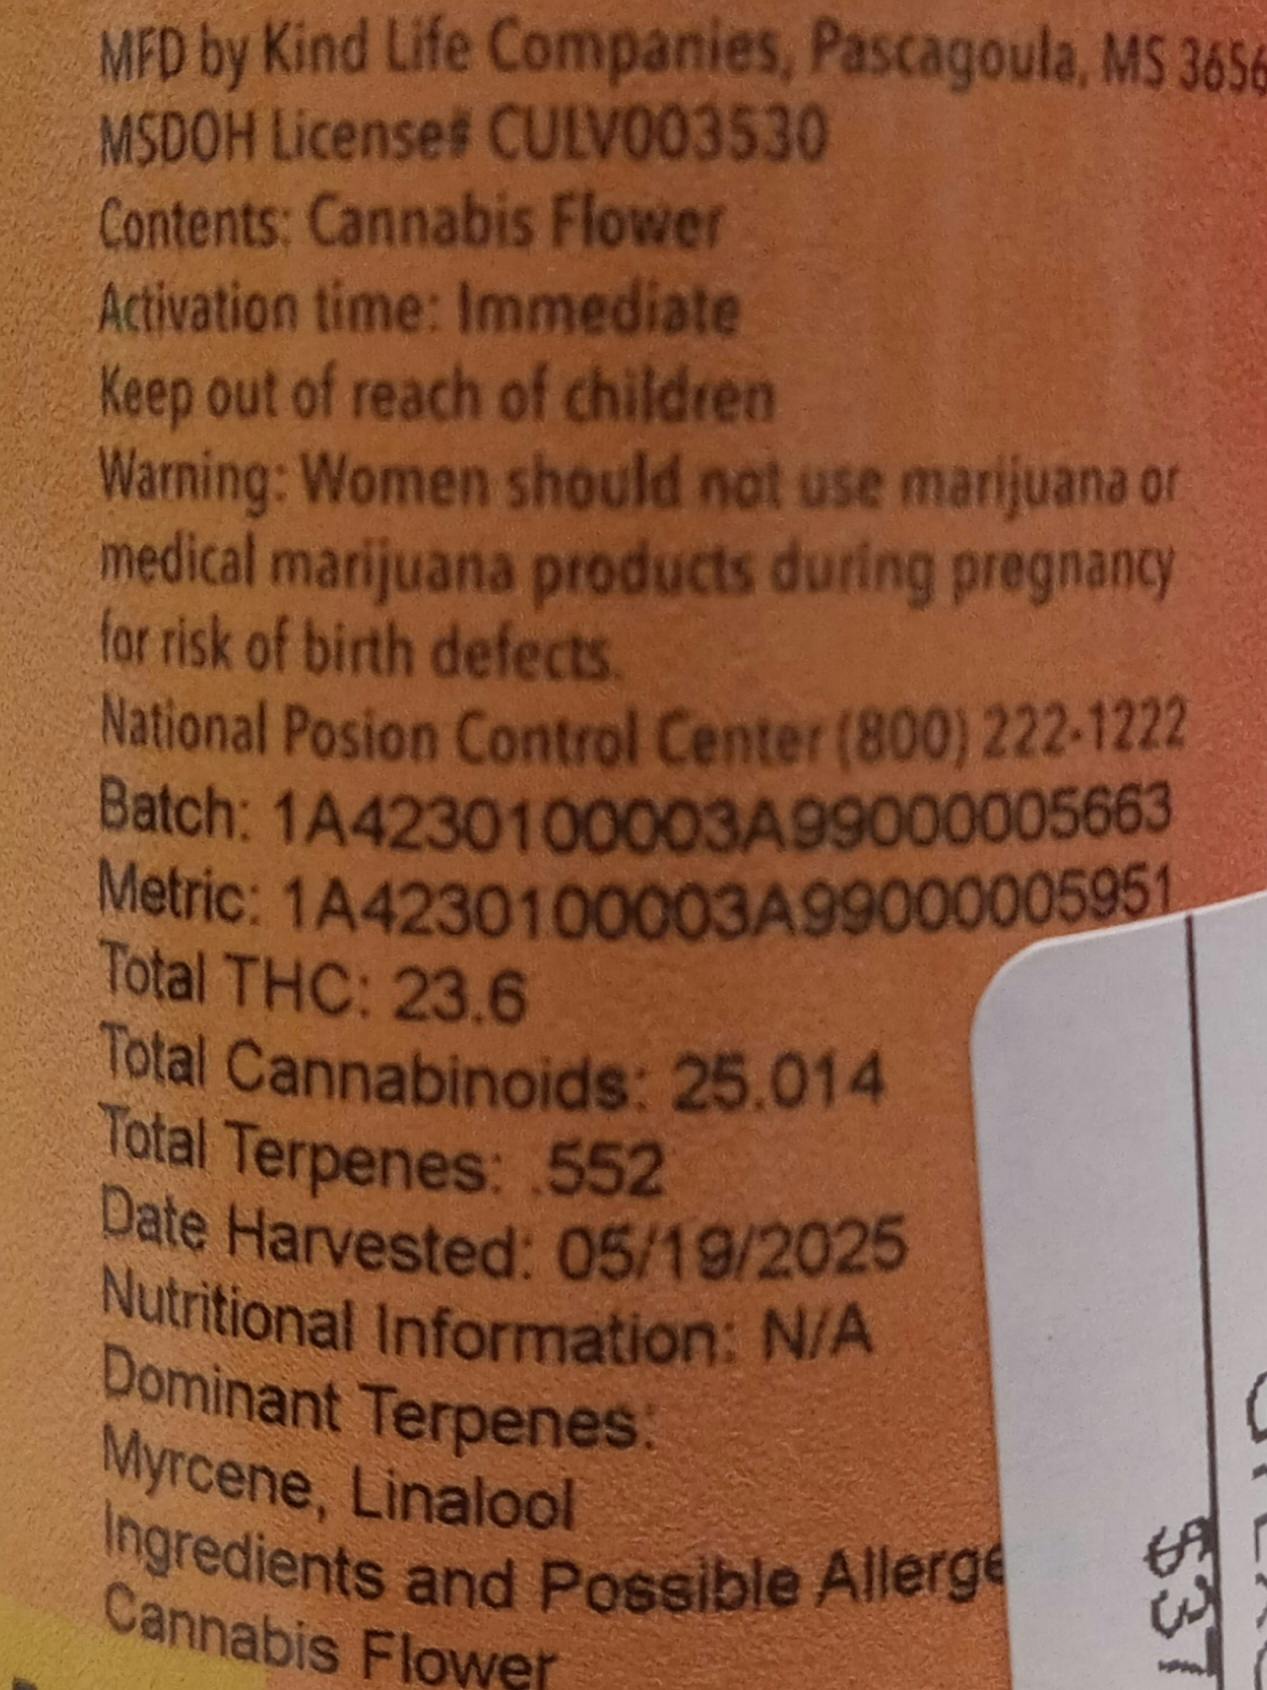 MFD by Kind Life Companies, Pascagoula, MS 3656
MSDOH License# CULV003530
Contents: Cannabis Flower
Activation time: Immediate
Keep out of reach of children
Warning: Women should not use marijuana or
medical marijuana products during pregnancy
for risk of birth defects.
National Posion Control Center (800) 222-1222
Batch: 1A4230100003A99000005663
Metric: 1A4230100003A99000005951
Total THC: 23.6
Total Cannabinoids: 25.014
Total Terpenes: .552
Date Harvested: 05/19/2025
Nutritional Information: N/A
Dominant Terpenes:
Myrcene, Linalool
Ingredients and Possible Allerge
Cannabis Flower
$37